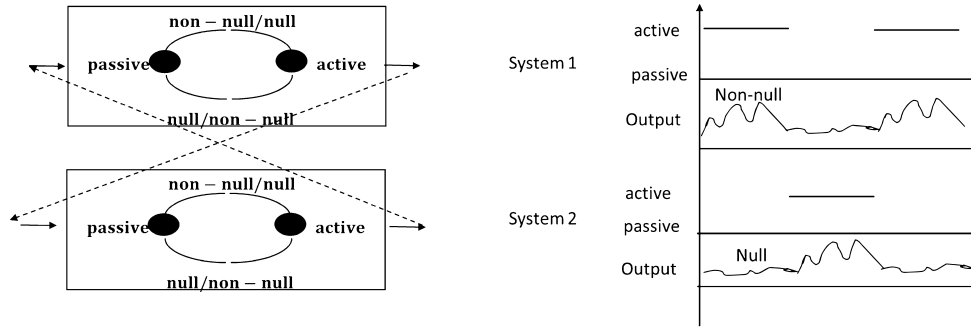 non − null/null
passive
active
null/non − null
System 1
non − null/null
passive
active
null/non − null
System 2
active
passive
Non-null
Output
active
passive
Null
Output